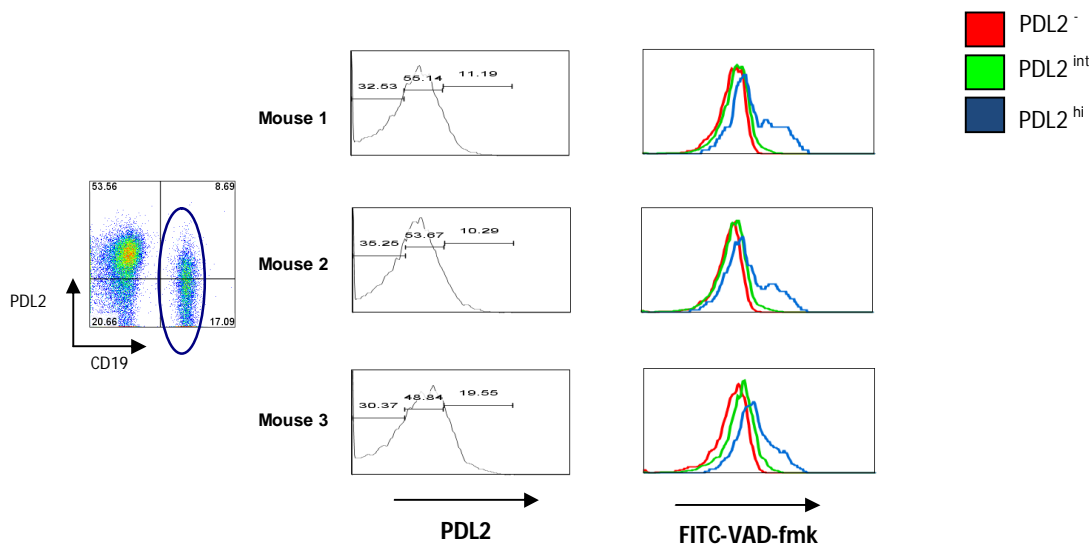 PDL2 -
PDL2 int
PDL2 hi
Mouse 1
32.53 55.14 11.19
53.56 8.69
20.66 17.09
PDL2
CD19
Mouse 2
35.25 53.67 10.29
Mouse 3
30.37 48.84 19.55
PDL2
FITC-VAD-fmk